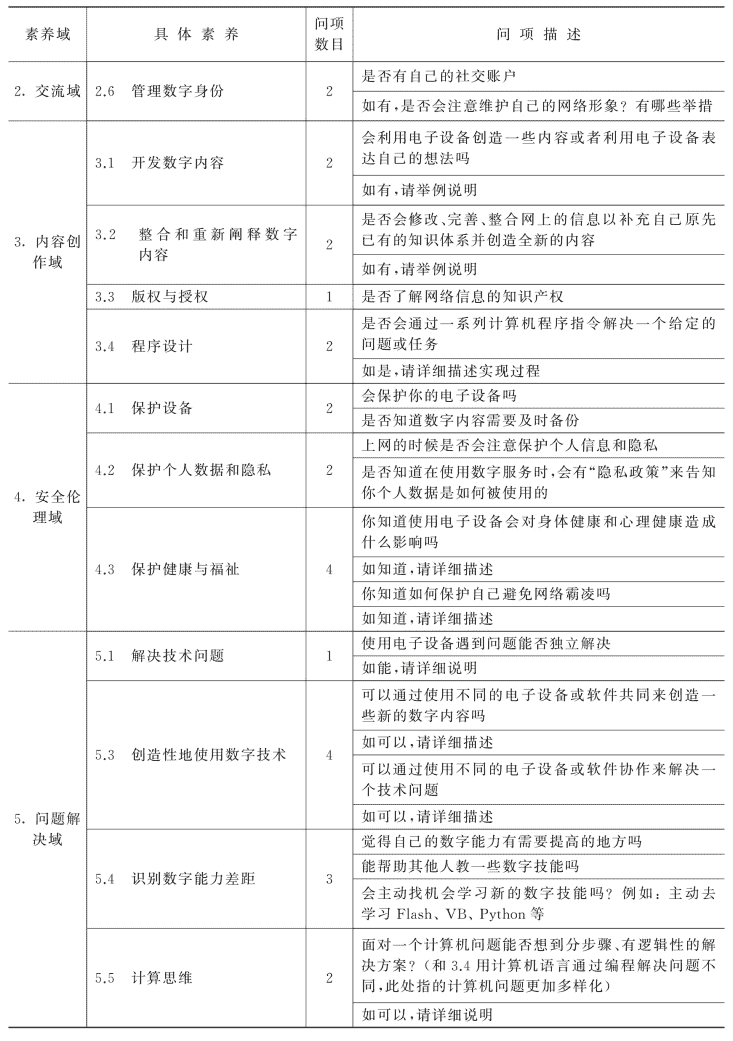 素养域 具体素养 问项数目 问项描述
2. 交流域 2.6 管理数字身份 2 是否有自己的社交账户
如有,是否会注意维护自己的网络形象？有哪些举措
3. 内容创作域 3.1 开发数字内容 2 会利用电子设备创造一些内容或者利用电子设备表
达自己的想法吗
如有,请举例说明
3.2 整合和重新阐释数字
内容
2
是否会修改、完善、整合网上的信息以补充自己原先
已有的知识体系并创造全新的内容
如有,请举例说明
3.3 版权与授权 1 是否了解网络信息的知识产权
3.4 程序设计 2 是否会通过一系列计算机程序指令解决一个给定的
问题或任务
如是,请详细描述实现过程
4. 安全伦理域 4.1 保护设备 2 会保护你的电子设备吗
是否知道数字内容需要及时备份
4.2 保护个人数据和隐私 2 上网的时候是否会注意保护个人信息和隐私
是否知道在使用数字服务时,会有“隐私政策”来告知
你个人数据是如何被使用的
4.3 保护健康与福祉 4 你知道使用电子设备会对身体健康和心理健康造成
什么影响吗
如知道,请详细描述
你知道如何保护自己避免网络霸凌吗
如知道,请详细描述
5. 问题解决域 5.1 解决技术问题 1 使用电子设备遇到问题能否独立解决
如能,请详细说明
5.3 创造性地使用数字技术 4 可以通过使用不同的电子设备或软件共同来创造一
些新的数字内容吗
如可以,请详细描述
可以通过使用不同的电子设备或软件协作来解决一
个技术问题
如可以,请详细描述
5.4 识别数字能力差距 3 觉得自己的数字能力有需要提高的地方吗
能帮助其他人教一些数字技能吗
会主动找机会学习新的数字技能吗？例如：主动去
学习 Flash、VB、Python 等
5.5 计算思维 2 面对一个计算机问题能否想到分步骤、有逻辑性的解
决方案？（和 3.4 用计算机语言通过编程解决问题不
同,此处指的计算机问题更加多样化）
如可以,请详细说明